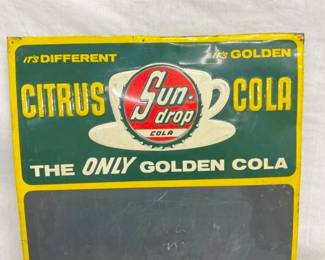 IT'S DIFFERENT IT'S GOLDEN
CITRUS Sun- COLA
drop
COLA
THE ONLY GOLDEN COLA